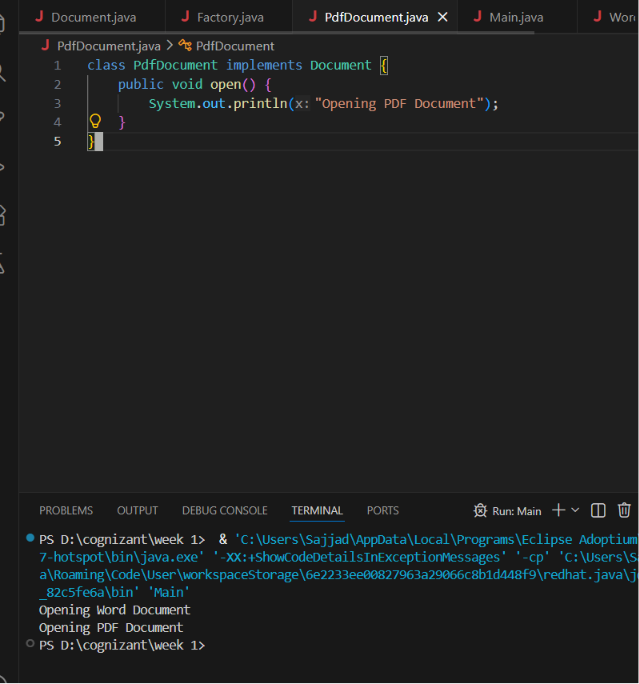 J Document.java J Factory.java J PdfDocument.java J Main.java J Wor
J PdfDocument.java > PdfDocument
1 class PdfDocument implements Document {
2 public void open() {
3 System.out.println(x: "Opening PDF Document");
4 }
5 }
PROBLEMS OUTPUT DEBUG CONSOLE TERMINAL PORTS Run: Main
PS D:\cognizant\week 1> & 'C:\Users\Sajjad\AppData\Local\Programs\Eclipse Adoptium
7-hotspot\bin\java.exe' '-XX:+ShowCodeDetailsInExceptionMessages' '-cp' 'C:\Users\Sa
a\Roaming\Code\User\workspaceStorage\6e2233ee00827963a29066c8b1d448f9\redhat.java\j
_82c5fe6a\bin' 'Main'
Opening Word Document
Opening PDF Document
PS D:\cognizant\week 1>